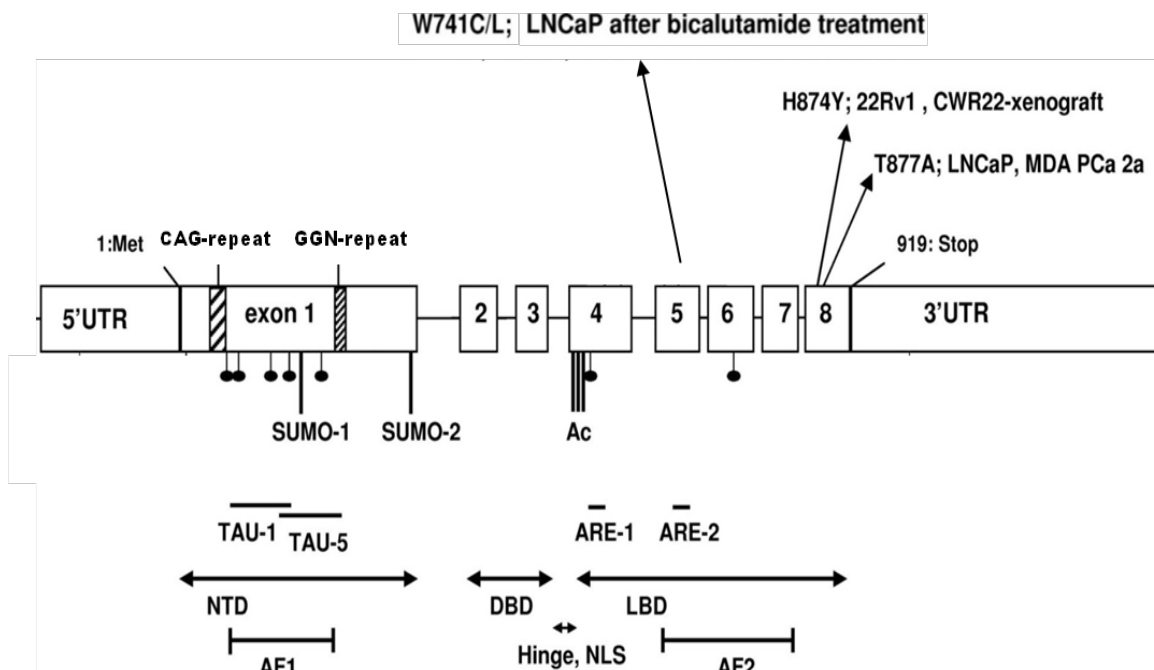 W741C/L; LNCaP after bicalutamide treatment
H874Y; 22Rv1 , CWR22-xenograft
T877A; LNCaP, MDA PCa 2a
1:Met CAG-repeat GGN-repeat 919: Stop
5'UTR exon 1 2 3 4 5 6 7 8 3'UTR
SUMO-1 SUMO-2 Ac
TAU-1 ARE-1 ARE-2
TAU-5
NTD DBD LBD
Hinge, NLS
AF1 AF2